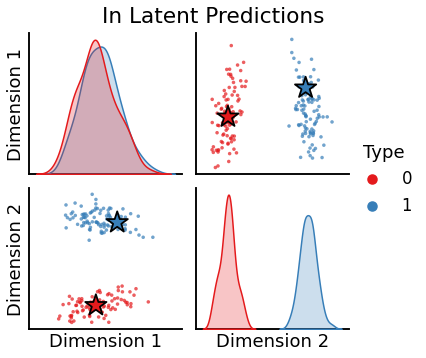 In Latent Predictions
Dimension 1
Dimension 2
Type
0
1
Dimension 1
Dimension 2